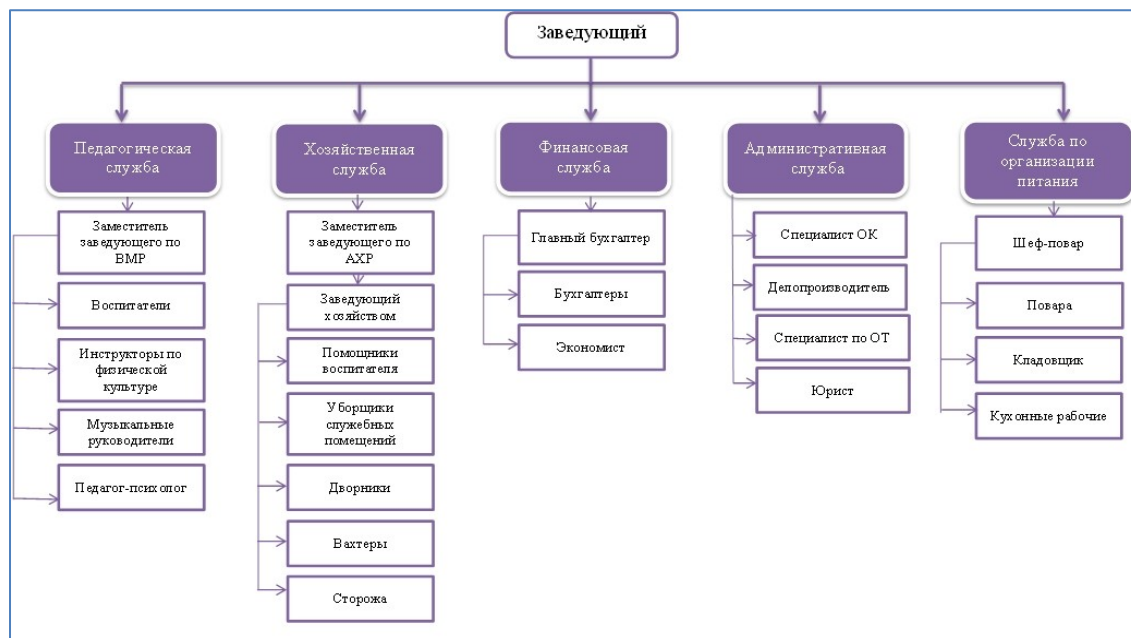 Заведующий
Педагогическая
служба
Хозяйственная
служба
Финансовая
служба
Административная
служба
Служба по
организации
питания
Заместитель
заведующего по
ВМР
Воспитатели
Инструкторы по
физической
культуре
Музыкальные
руководители
Педагог-психолог
Заместитель
заведующего по
АХР
Заведующий
хозяйством
Помощники
воспитателя
Уборщики
служебных
помещений
Дворники
Вахтеры
Сторожа
Главный бухгалтер
Бухгалтеры
Экономист
Специалист ОК
Делопроизводитель
Специалист по ОТ
Юрист
Шеф-повар
Повара
Кладовщик
Кухонные рабочие